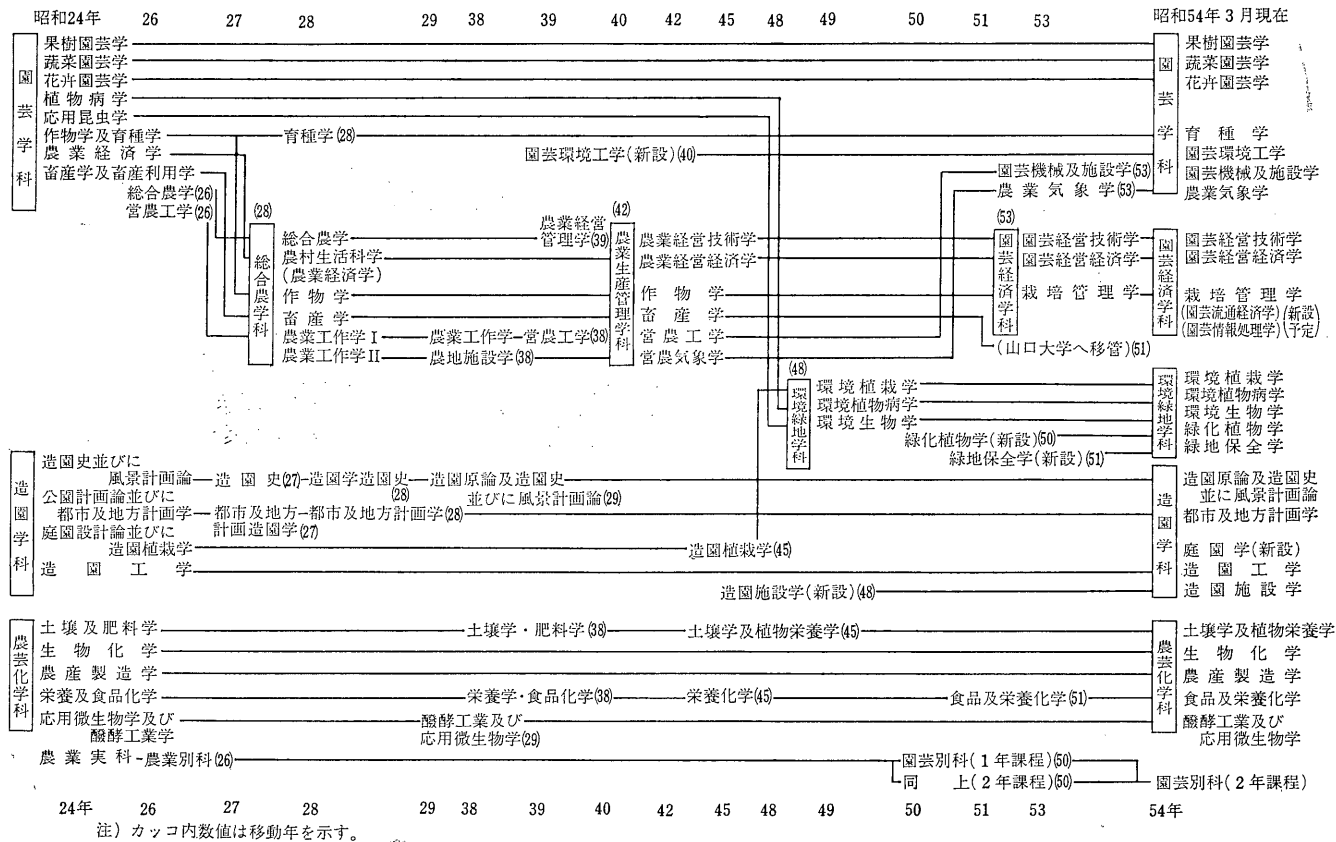 昭和24年 26 27 28 29 38 39 40 42 45 48 49 50 51 53 昭和54年3月現在
園芸学科
果樹園芸学
蔬菜園芸学
花卉園芸学
植物病学
応用昆虫学
作物学及育種学 育種学(28)
農業経済学 園芸環境工学(新設)(40)
畜産学及畜産利用学 園芸機械及施設学(53)
総合農学(26) 農業気象学(53)
営農工学(26)
園芸学科
果樹園芸学
蔬菜園芸学
花卉園芸学
育種学
園芸環境工学
園芸機械及施設学
農業気象学
(28)
総合農学科
総合農学 農業経営
管理学(39)
農村生活科学
(農業経済学)
作物学
畜産学
農業工作学I 農業工作学 営農工学(38)
農業工作学II 農地施設学(38)
(42)
農業生産管理学科
農業経営技術学
農業経営経済学
作物学
畜産学
営農工学
営農気象学
(53)
園芸経済学科
園芸経営技術学
園芸経営経済学
栽培管理学
(山口大学へ移管)(51)
園芸経済学科
園芸経営技術学
園芸経営経済学
栽培管理学
(園芸流通経済学)(新設
(園芸情報処理学) 予定)
(48)
環境緑地学科
環境植栽学
環境植物病学
環境生物学
緑化植物学(新設)(50)
緑地保全学(新設)(51)
環境緑地学科
環境植栽学
環境植物病学
環境生物学
緑化植物学
緑地保全学
造園学科
造園史並びに
風景計画論 造園史(27) 造園学造園史(28) 造園原論及造園史
並びに風景計画論(29)
公園計画論並びに
都市及地方計画学 都市及地方計画造園学(27) 都市及地方計画学(28)
庭園設計論並びに
造園植栽学 造園植栽学(45)
造園工学
造園施設学(新設)(48)
造園学科
造園原論及造園史
並に風景計画論
都市及地方計画学
庭園学(新設)
造園工学
造園施設学
農芸化学科
土壌及肥料学 土壌学・肥料学(38) 土壌学及植物栄養学(45)
生物化学
農産製造学
栄養及食品化学 栄養学・食品化学(38) 栄養化学(45) 食品及栄養化学(51)
応用微生物学及び
醱酵工業学 醱酵工業及び
応用微生物学(29)
農芸化学科
土壌学及植物栄養学
生物化学
農産製造学
食品及栄養化学
醱酵工業及び
応用微生物学
農業実科 農業別科(26) 園芸別科(1年課程)(50)
同上(2年課程)(50) 園芸別科(2年課程)
24年 26 27 28 29 38 39 40 42 45 48 49 50 51 53 54年
注) カッコ内数値は移動年を示す。